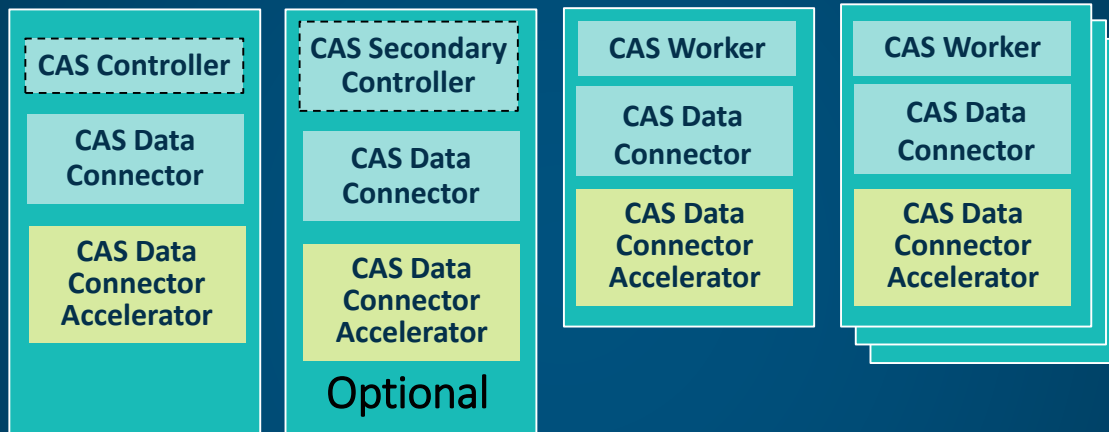 CAS Controller
CAS Data
Connector
CAS Data
Connector
Accelerator
CAS Secondary
Controller
CAS Data
Connector
CAS Data
Connector
Accelerator
Optional
CAS Worker
CAS Data
Connector
CAS Data
Connector
Accelerator
CAS Worker
CAS Data
Connector
CAS Data
Connector
Accelerator